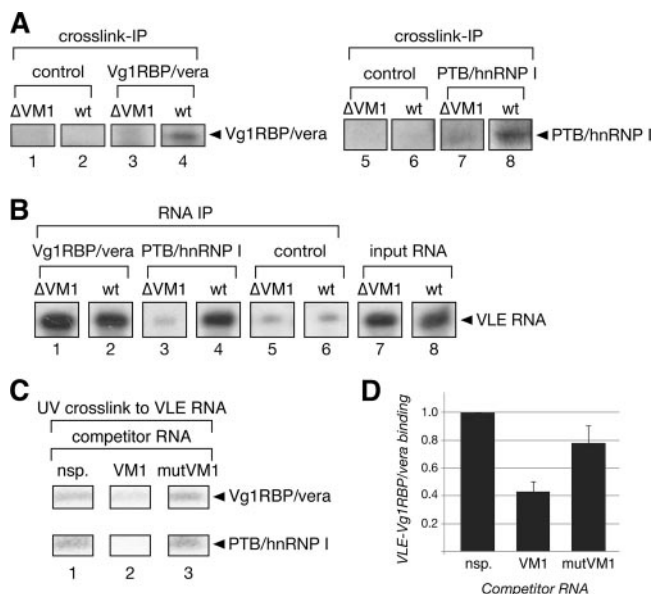 A
crosslink-IP
control Vg1RBP/vera
ΔVM1 wt ΔVM1 wt
Vg1RBP/vera
1 2 3 4
crosslink-IP
control PTB/hnRNP I
ΔVM1 wt ΔVM1 wt
PTB/hnRNP I
5 6 7 8
B
RNA IP
Vg1RBP/vera PTB/hnRNP I control input RNA
ΔVM1 wt ΔVM1 wt ΔVM1 wt ΔVM1 wt
VLE RNA
1 2 3 4 5 6 7 8
C
UV crosslink to VLE RNA
competitor RNA
nsp. VM1 mutVM1
Vg1RBP/vera
PTB/hnRNP I
1 2 3
D
VLE-Vg1RBP/vera binding
1.0
0.8
0.6
0.4
0.2
nsp. VM1 mutVM1
Competitor RNA